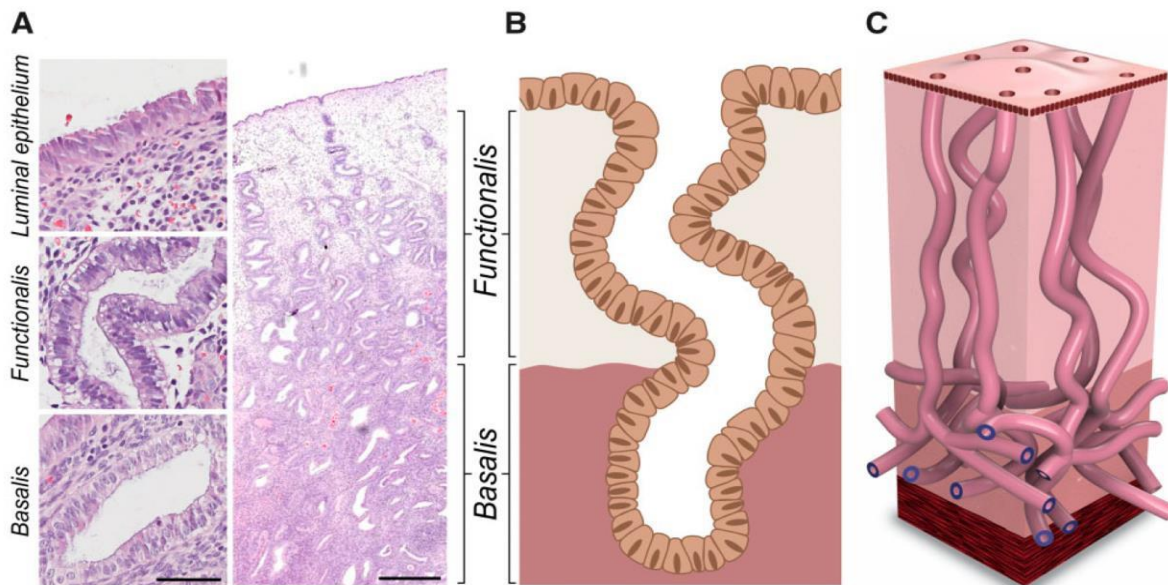 A
B
C
Luminal epithelium
Functionalis
Basalis
Functionalis
Basalis